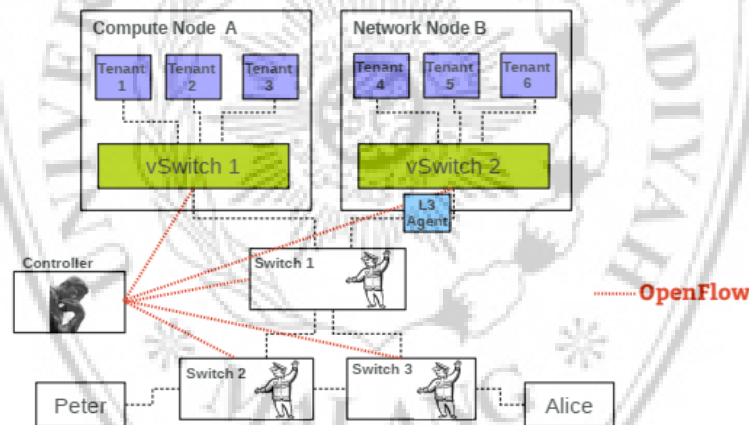 Compute Node A
Network Node B
Tenant
1
Tenant
2
Tenant
3
Tenant
4
Tenant
5
Tenant
6
vSwitch 1
vSwitch 2
L3
Agent
Controller
Switch 1
OpenFlow
Switch 2
Switch 3
Peter
Alice